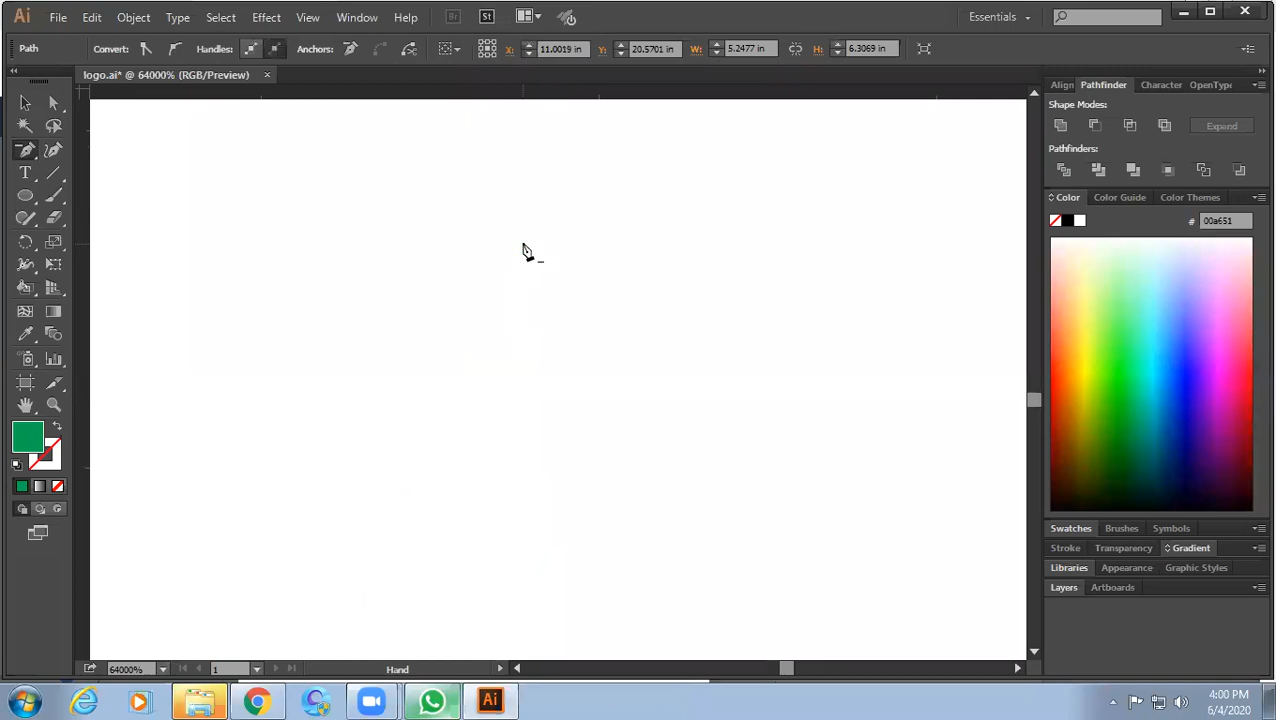 Ai File Edit Object Type Select Effect View Window Help Br St Essentials
Path Convert: Handles: Anchors: X: 11.0019 in Y: 20.5701 in W: 5.2477 in H: 6.3069 in
logo.ai* @ 64000% (RGB/Preview) ×
Align Pathfinder Character OpenType
Shape Modes:
Expand
Pathfinders:
Color Color Guide Color Themes
# 00a651
Swatches Brushes Symbols
Stroke Transparency Gradient
Libraries Appearance Graphic Styles
Layers Artboards
64000% 1 Hand
Ai
4:00 PM
6/4/2020